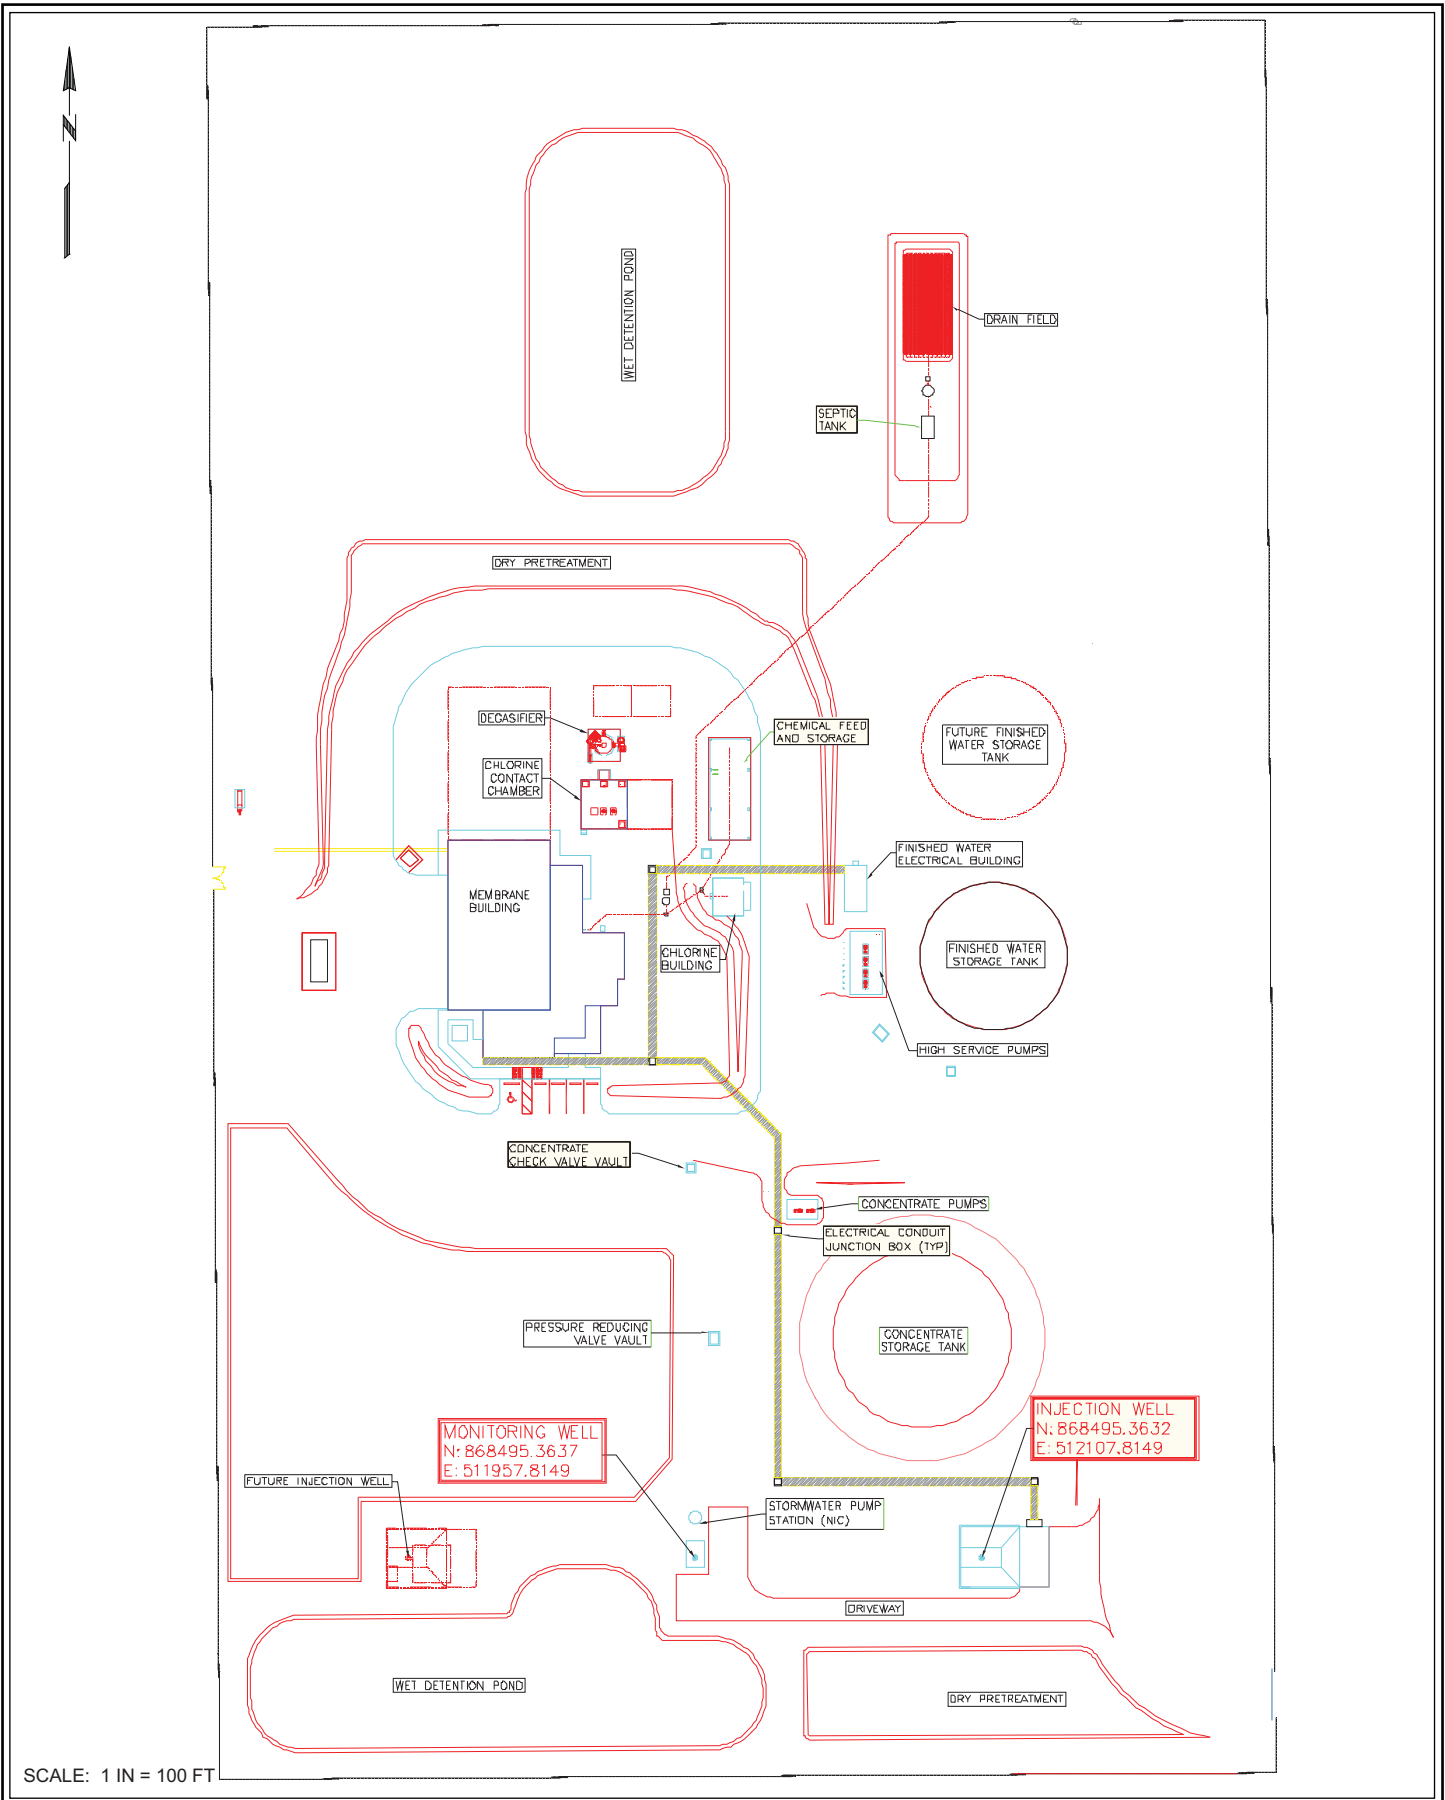 N
WET DETENTION POND
DRAIN FIELD
SEPTIC
TANK
DRY PRETREATMENT
DEGASIFIER
CHEMICAL FEED
AND STORAGE
FUTURE FINISHED
WATER STORAGE
TANK
CHLORINE
CONTACT
CHAMBER
FINISHED WATER
ELECTRICAL BUILDING
MEMBRANE
BUILDING
CHLORINE
BUILDING
FINISHED WATER
STORAGE TANK
HIGH SERVICE PUMPS
CONCENTRATE
CHECK VALVE VAULT
CONCENTRATE PUMPS
ELECTRICAL CONDUIT
JUNCTION BOX (TYP)
PRESSURE REDUCING
VALVE VAULT
CONCENTRATE
STORAGE TANK
INJECTION WELL
N: 868495.3632
E: 512107.8149
MONITORING WELL
N: 868495.3637
E: 511957.8149
FUTURE INJECTION WELL
STORMWATER PUMP
STATION (NIC)
DRIVEWAY
WET DETENTION POND
DRY PRETREATMENT
SCALE: 1 IN = 100 FT